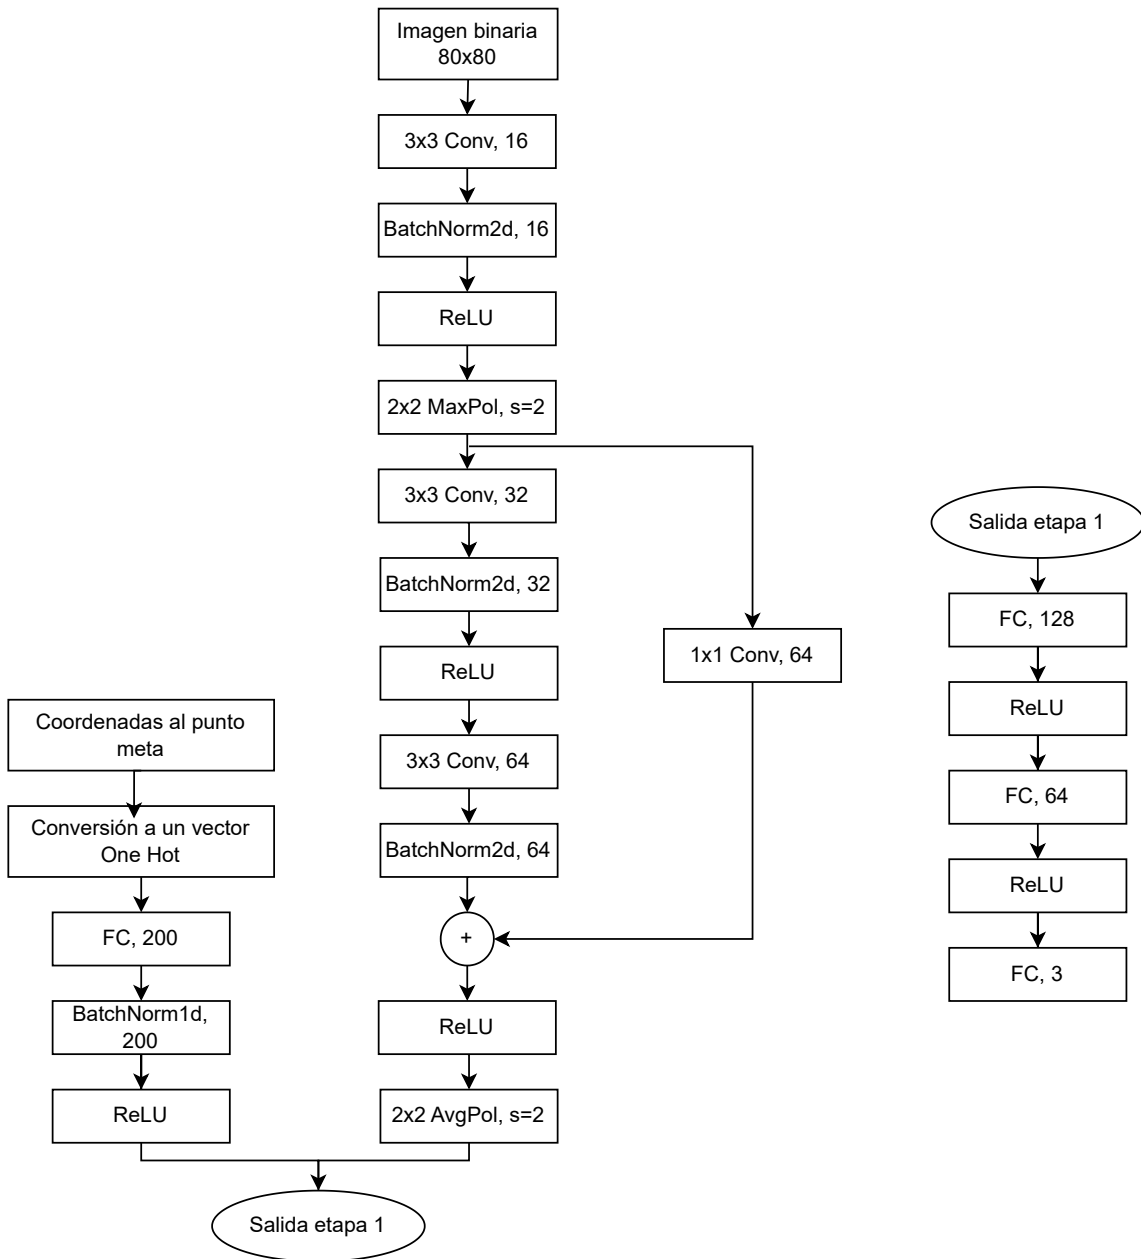 Imagen binaria
80x80
3x3 Conv, 16
BatchNorm2d, 16
ReLU
2x2 MaxPol, s=2
3x3 Conv, 32
BatchNorm2d, 32
ReLU
3x3 Conv, 64
BatchNorm2d, 64
+
ReLU
2x2 AvgPol, s=2
1x1 Conv, 64
Coordenadas al punto
meta
Conversión a un vector
One Hot
FC, 200
BatchNorm1d,
200
ReLU
Salida etapa 1
Salida etapa 1
FC, 128
ReLU
FC, 64
ReLU
FC, 3